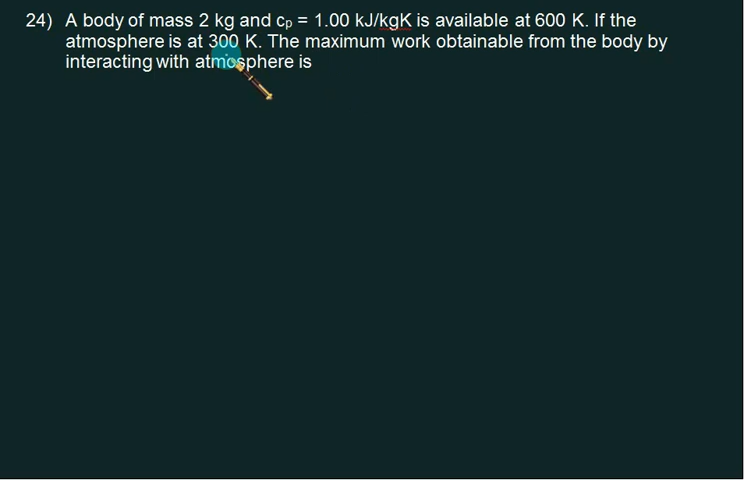 24) A body of mass 2 kg and cp = 1.00 kJ/kgK is available at 600 K. If the
atmosphere is at 300 K. The maximum work obtainable from the body by
interacting with atmosphere is